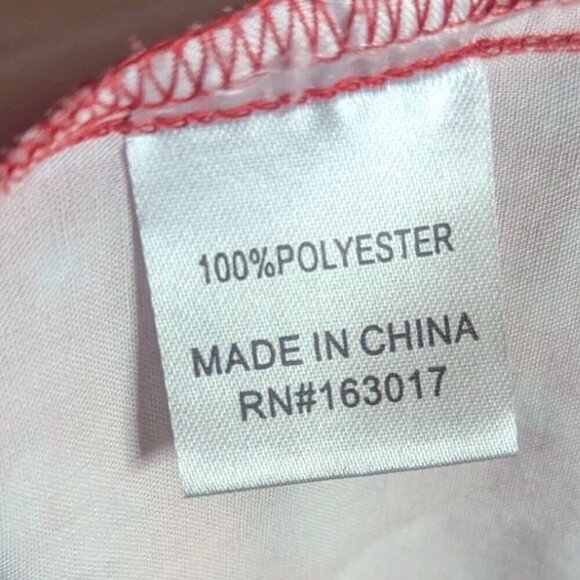 100%POLYESTER
MADE IN CHINA
RN#163017